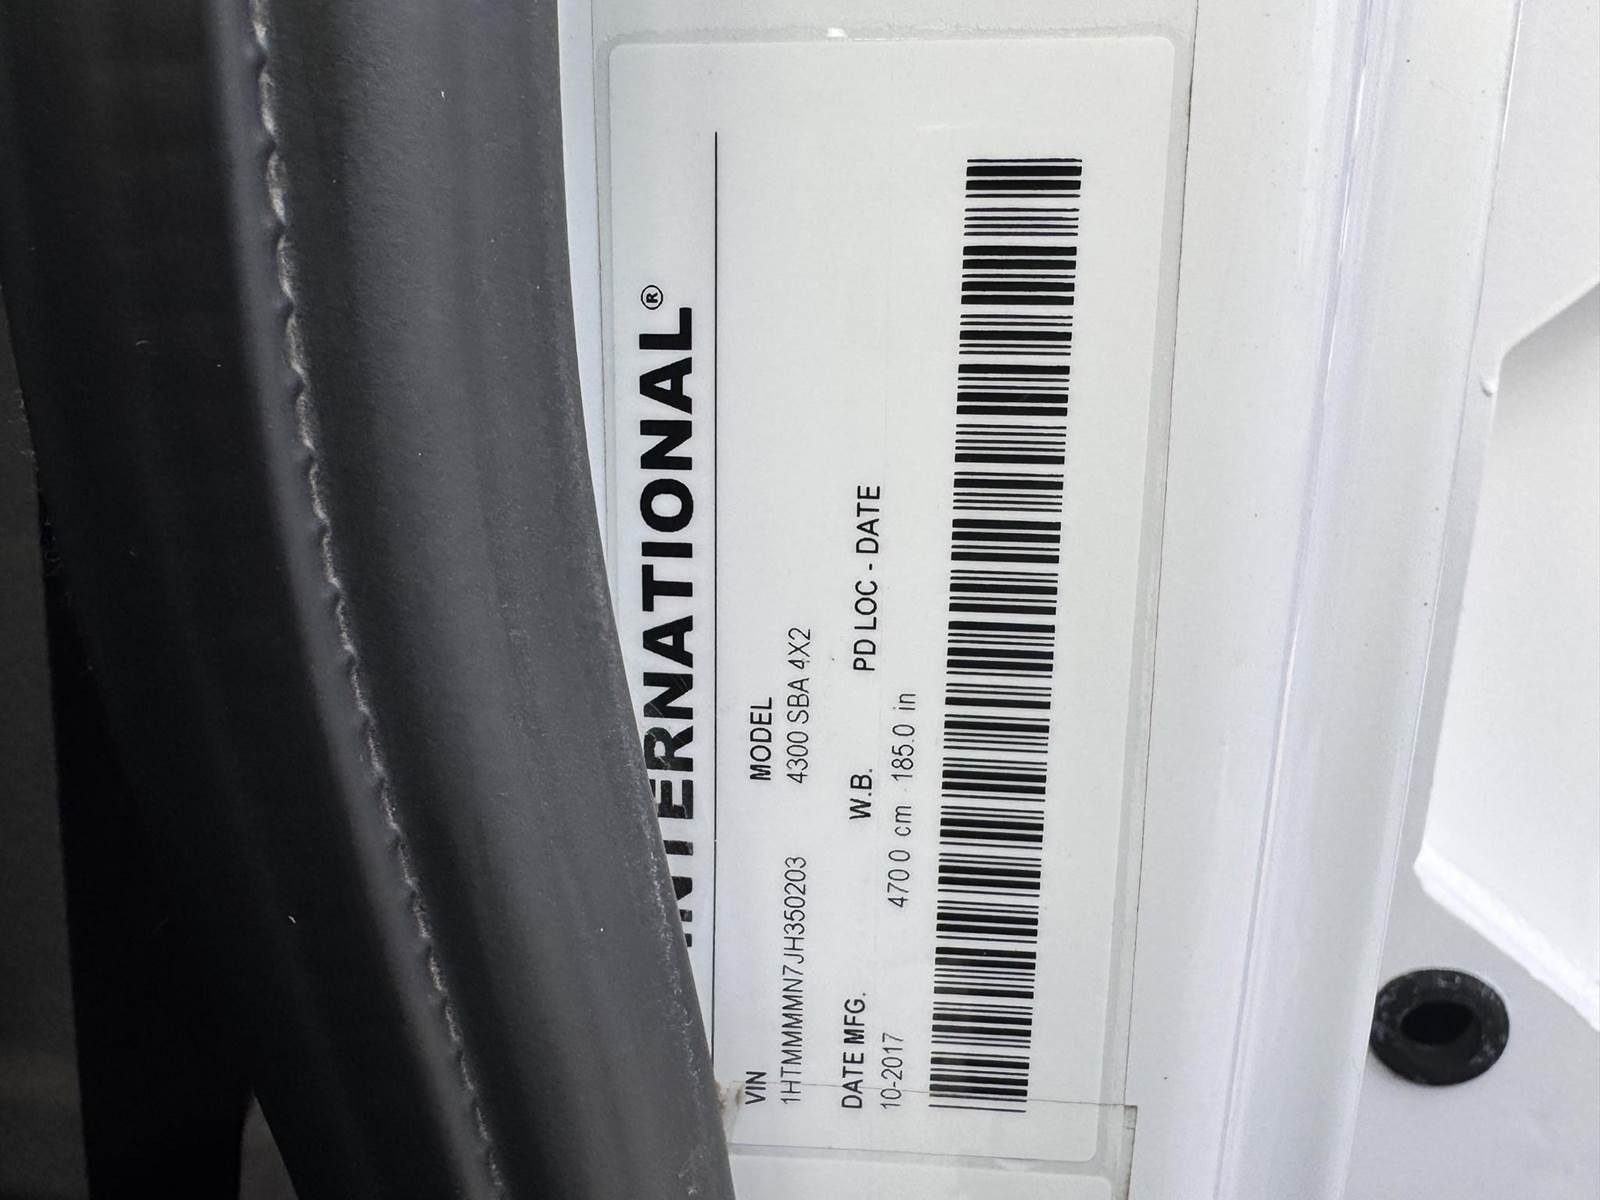 INTERNATIONAL®
VIN MODEL
1HTMMMMN7JH350203 4300 SBA 4X2
DATE MFG. W.B. PD LOC - DATE
10-2017 470 0 cm - 185.0 in